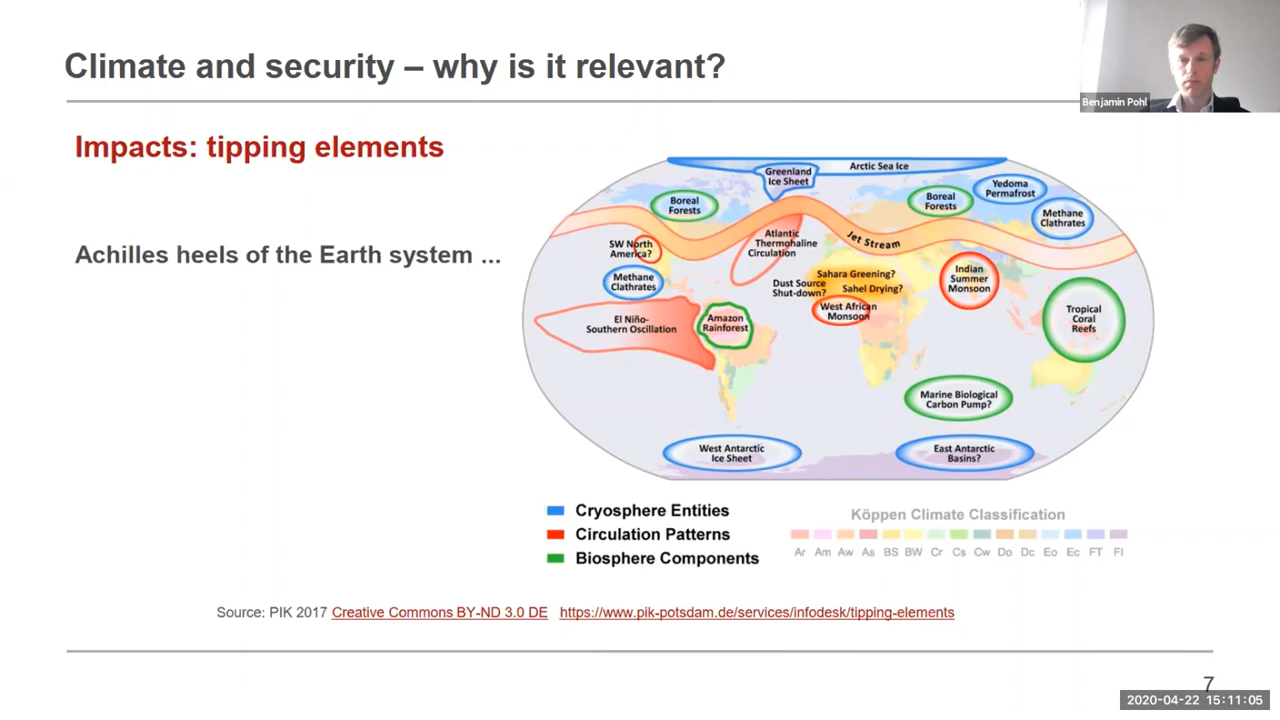 Climate and security – why is it relevant?
Benjamin Pohl
Impacts: tipping elements
Achilles heels of the Earth system ...
Arctic Sea Ice
Greenland
Ice Sheet
Boreal
Forests
Boreal
Forests
Yedoma
Permafrost
Methane
Clathrates
Jet Stream
SW North
America?
Atlantic
Thermohaline
Circulation
Methane
Clathrates
Sahara Greening?
Dust Source
Shut-down?
Sahel Drying?
West African
Monsoon
Indian
Summer
Monsoon
El Niño-
Southern Oscillation
Amazon
Rainforest
Tropical
Coral
Reefs
Marine Biological
Carbon Pump?
West Antarctic
Ice Sheet
East Antarctic
Basins?
Cryosphere Entities
Circulation Patterns
Biosphere Components
Köppen Climate Classification
Ar Am Aw As BS BW Cr Cs Cw Do Dc Eo Ec FT FI
Source: PIK 2017 Creative Commons BY-ND 3.0 DE https://www.pik-potsdam.de/services/infodesk/tipping-elements
7
2020-04-22 15:11:05